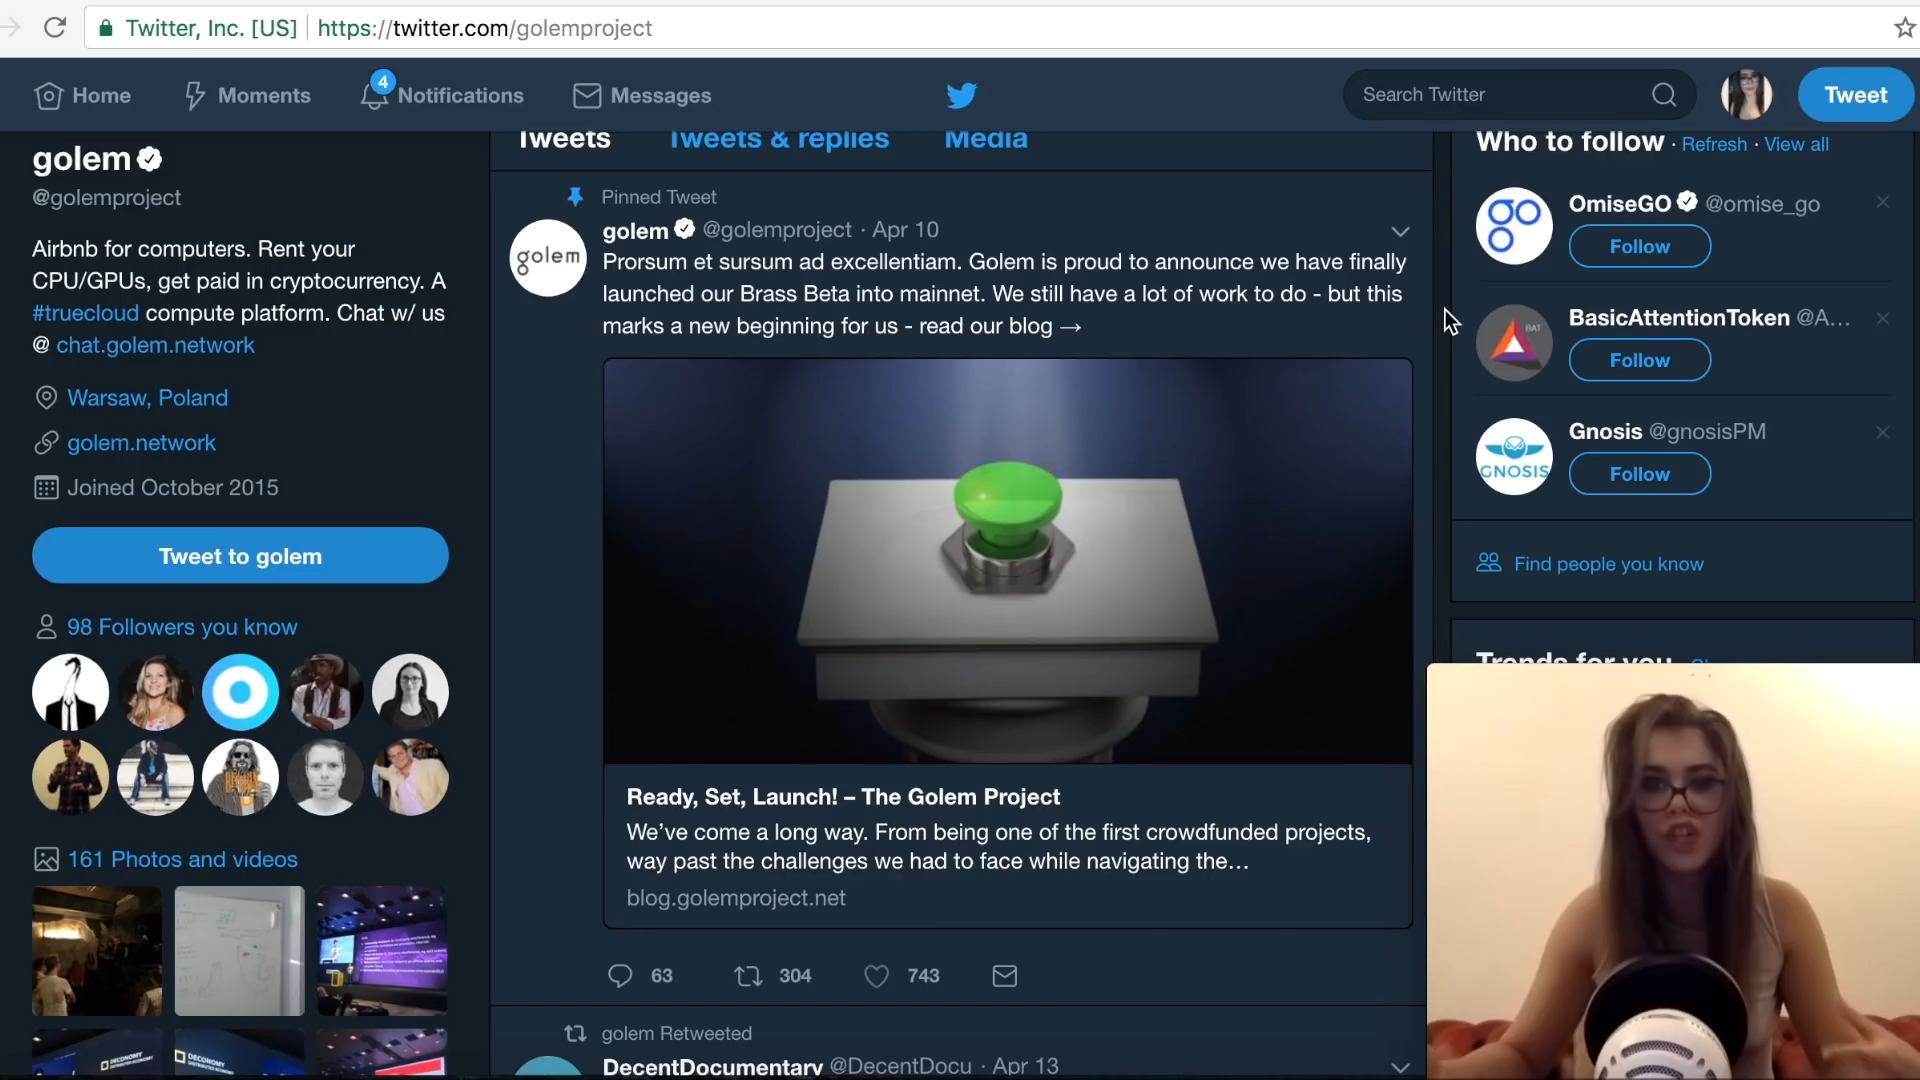 Twitter, Inc. [US] https://twitter.com/golemproject
Home Moments 4 Notifications Messages Search Twitter Tweet
golem
@golemproject
Airbnb for computers. Rent your
CPU/GPUs, get paid in cryptocurrency. A
#truecloud compute platform. Chat w/ us
@ chat.golem.network
Warsaw, Poland
golem.network
Joined October 2015
Tweet to golem
98 Followers you know
161 Photos and videos
DECONOMY
DECONOMY
Tweets Tweets & replies Media
Pinned Tweet
golem @golemproject · Apr 10
golem
Prorsum et sursum ad excellentiam. Golem is proud to announce we have finally
launched our Brass Beta into mainnet. We still have a lot of work to do - but this
marks a new beginning for us - read our blog →
Ready, Set, Launch! – The Golem Project
We’ve come a long way. From being one of the first crowdfunded projects,
way past the challenges we had to face while navigating the…
blog.golemproject.net
63 304 743
golem Retweeted
DecentDocumentary @DecentDocu · Apr 13
Who to follow · Refresh · View all
OmiseGO @omise_go
Follow
BasicAttentionToken @A…
BAT
Follow
Gnosis @gnosisPM
GNOSIS
Follow
Find people you know
Trends for you